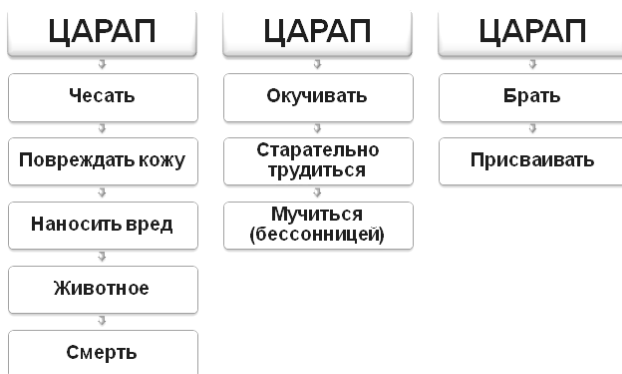 ЦАРАП
Чесать
Повреждать кожу
Наносить вред
Животное
Смерть
ЦАРАП
Окучивать
Старательно
трудиться
Мучиться
(бессонницей)
ЦАРАП
Брать
Присваивать